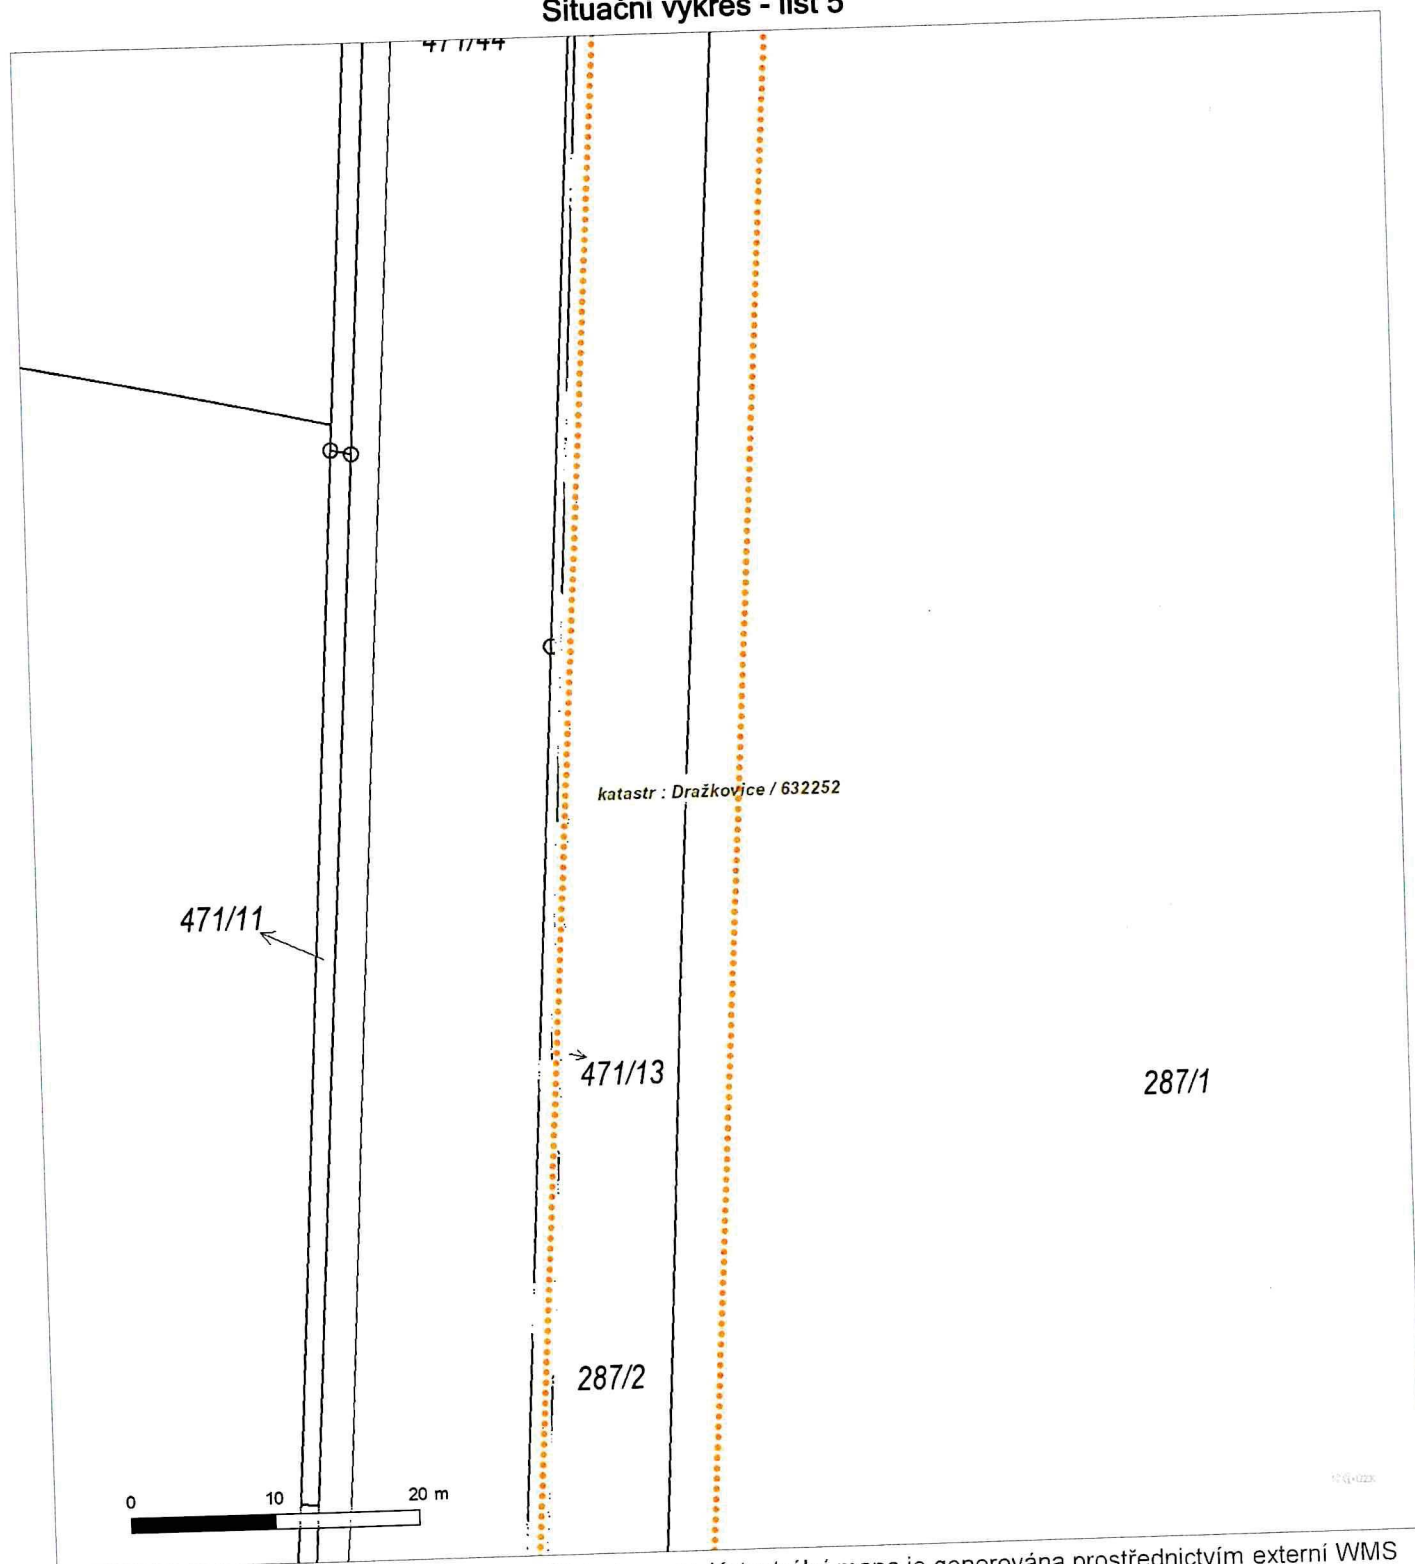 Situační výkres - list 5
471/44
katastr : Dražkovice / 632252
471/11
471/13
287/1
287/2
0 10 20 m
mapa je generována prostřednictvím externí WMS